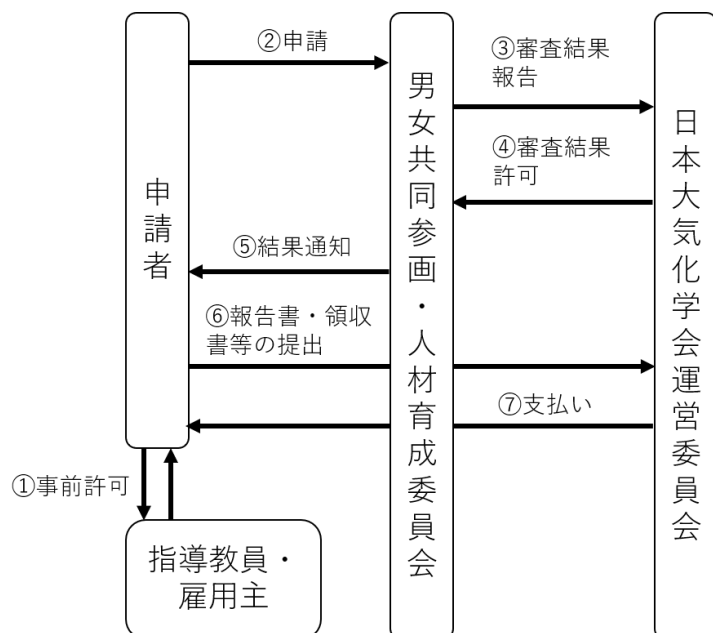 ②申請
③審査結果
報告
④審査結果
許可
⑤結果通知
⑥報告書・領収
書等の提出
⑦支払い
①事前許可
申請者
男女共同参画・人材育成委員会
日本大気化学会運営委員会
指導教員・
雇用主